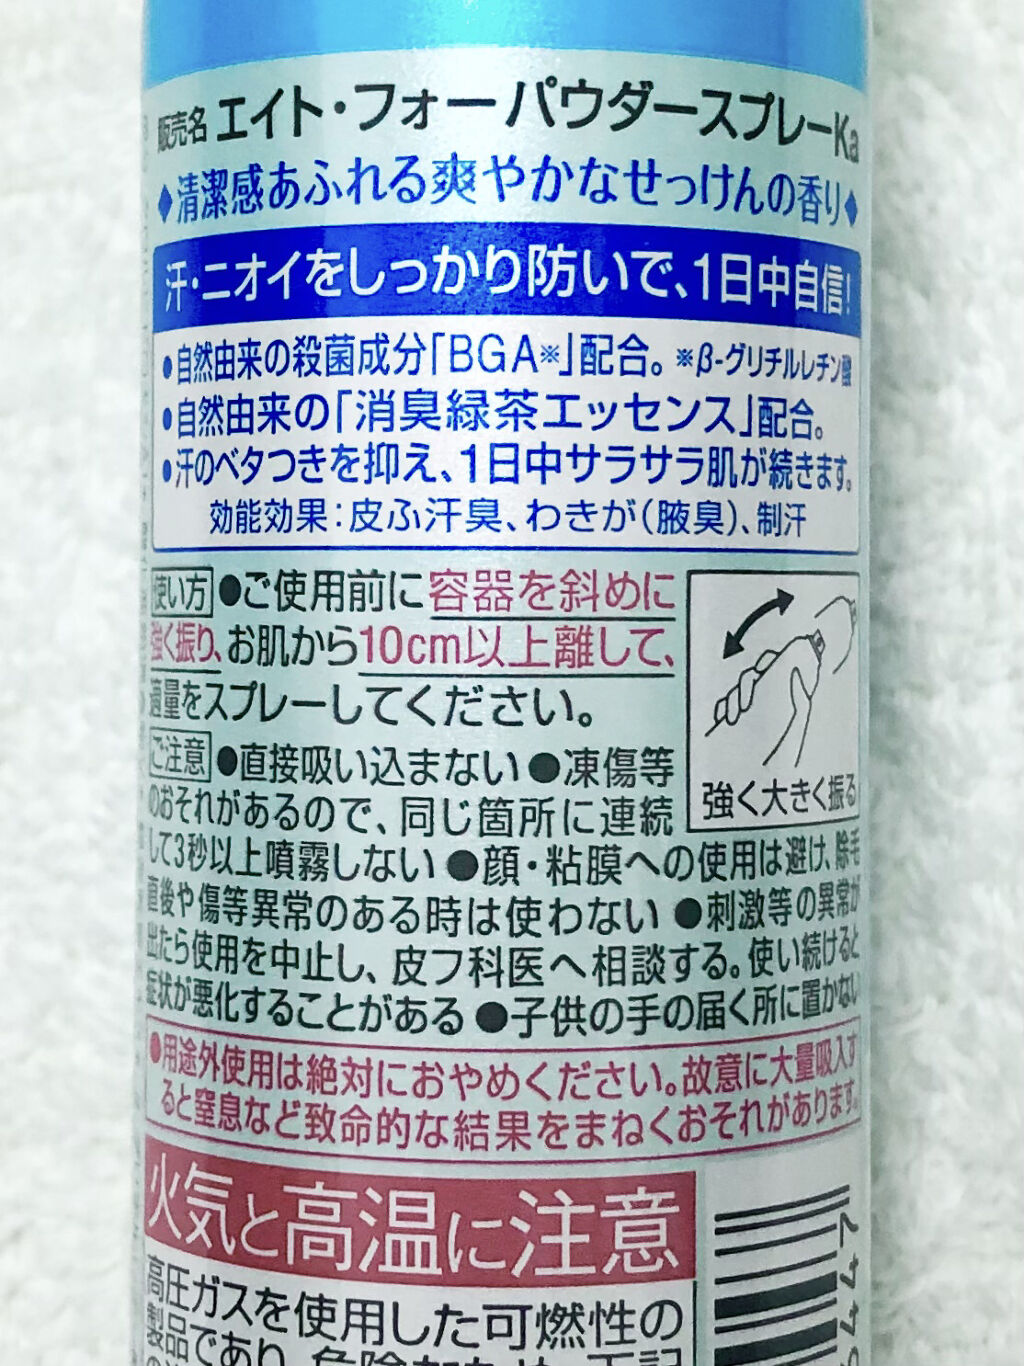 販売名 エイト・フォー パウダースプレーKa
◆清潔感あふれる爽やかなせっけんの香り◆
汗・ニオイをしっかり防いで、1日中自信!
●自然由来の殺菌成分「BGA※」配合。 ※β-グリチルレチン酸
●自然由来の「消臭緑茶エッセンス」配合。
●汗のベタつきを抑え、1日中サラサラ肌が続きます。
効能効果：皮ふ汗臭、わきが(腋臭)、制汗
使い方 ●ご使用前に容器を斜めに
強く振り、お肌から10cm以上離して、
適量をスプレーしてください。
強く大きく振る
ご注意 ●直接吸い込まない ●凍傷等
のおそれがあるので、同じ箇所に連続
して3秒以上噴霧しない ●顔・粘膜への使用は避け、除毛
直後や傷等異常のある時は使わない ●刺激等の異常が
出たら使用を中止し、皮フ科医へ相談する。使い続けると
症状が悪化することがある ●子供の手の届く所に置かない
●用途外使用は絶対におやめください。故意に大量吸入す
ると窒息など致命的な結果をまねくおそれがあります。
火気と高温に注意
高圧ガスを使用した可燃性の
製品であり、危険なため、下記